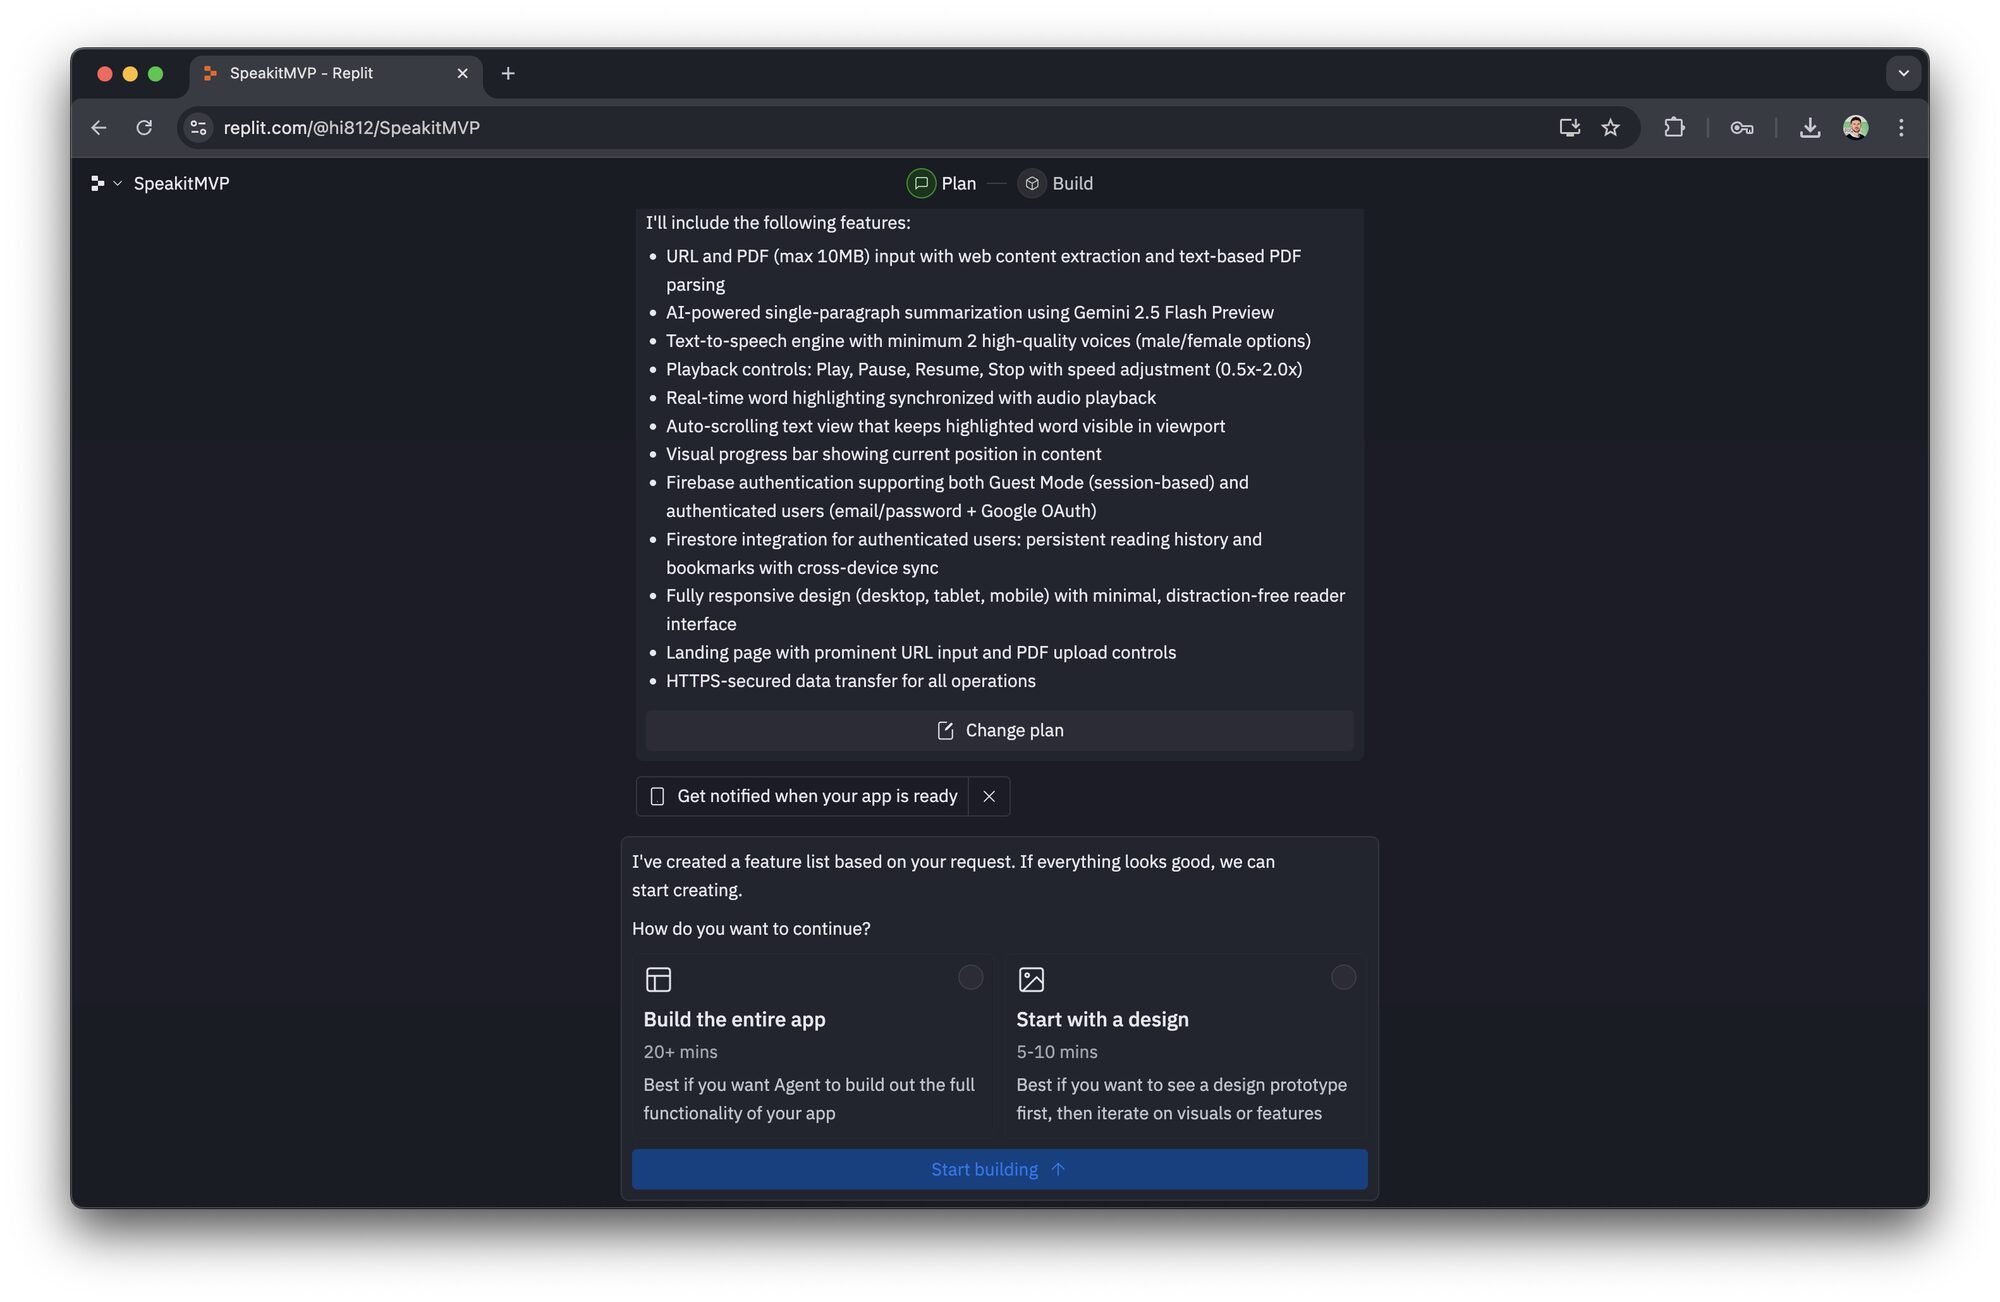 SpeakitMVP - Replit
replit.com/@hi812/SpeakitMVP
SpeakitMVP
Plan
Build
I'll include the following features:
• URL and PDF (max 10MB) input with web content extraction and text-based PDF
parsing
• AI-powered single-paragraph summarization using Gemini 2.5 Flash Preview
• Text-to-speech engine with minimum 2 high-quality voices (male/female options)
• Playback controls: Play, Pause, Resume, Stop with speed adjustment (0.5x-2.0x)
• Real-time word highlighting synchronized with audio playback
• Auto-scrolling text view that keeps highlighted word visible in viewport
• Visual progress bar showing current position in content
• Firebase authentication supporting both Guest Mode (session-based) and
authenticated users (email/password + Google OAuth)
• Firestore integration for authenticated users: persistent reading history and
bookmarks with cross-device sync
• Fully responsive design (desktop, tablet, mobile) with minimal, distraction-free reader
interface
• Landing page with prominent URL input and PDF upload controls
• HTTPS-secured data transfer for all operations
Change plan
Get notified when your app is ready
I've created a feature list based on your request. If everything looks good, we can
start creating.
How do you want to continue?
Build the entire app
20+ mins
Best if you want Agent to build out the full
functionality of your app
Start with a design
5-10 mins
Best if you want to see a design prototype
first, then iterate on visuals or features
Start building